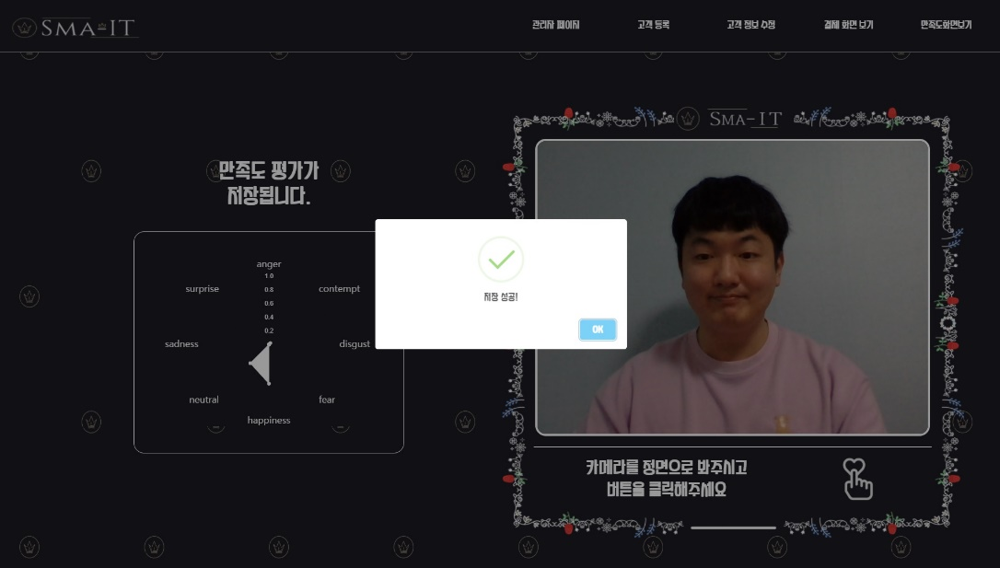 SMA-IT
관리자 페이지
고객 등록
고객 정보 수정
결제 화면 보기
만족도화면보기
SMA-IT
만족도 평가가
저장됩니다.
anger
1.0
surprise
0.8
contempt
0.6
0.4
0.2
sadness
disgust
neutral
fear
happiness
저장 성공!
OK
카메라를 정면으로 봐주시고
버튼을 클릭해주세요